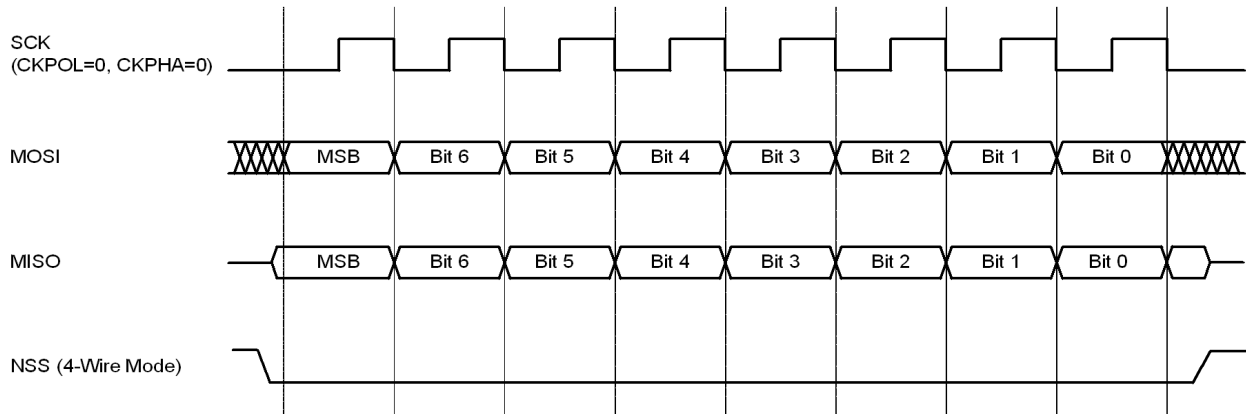 SCK
(CKPOL=0, CKPHA=0)
MOSI
MSB Bit 6 Bit 5 Bit 4 Bit 3 Bit 2 Bit 1 Bit 0
MISO
MSB Bit 6 Bit 5 Bit 4 Bit 3 Bit 2 Bit 1 Bit 0
NSS (4-Wire Mode)